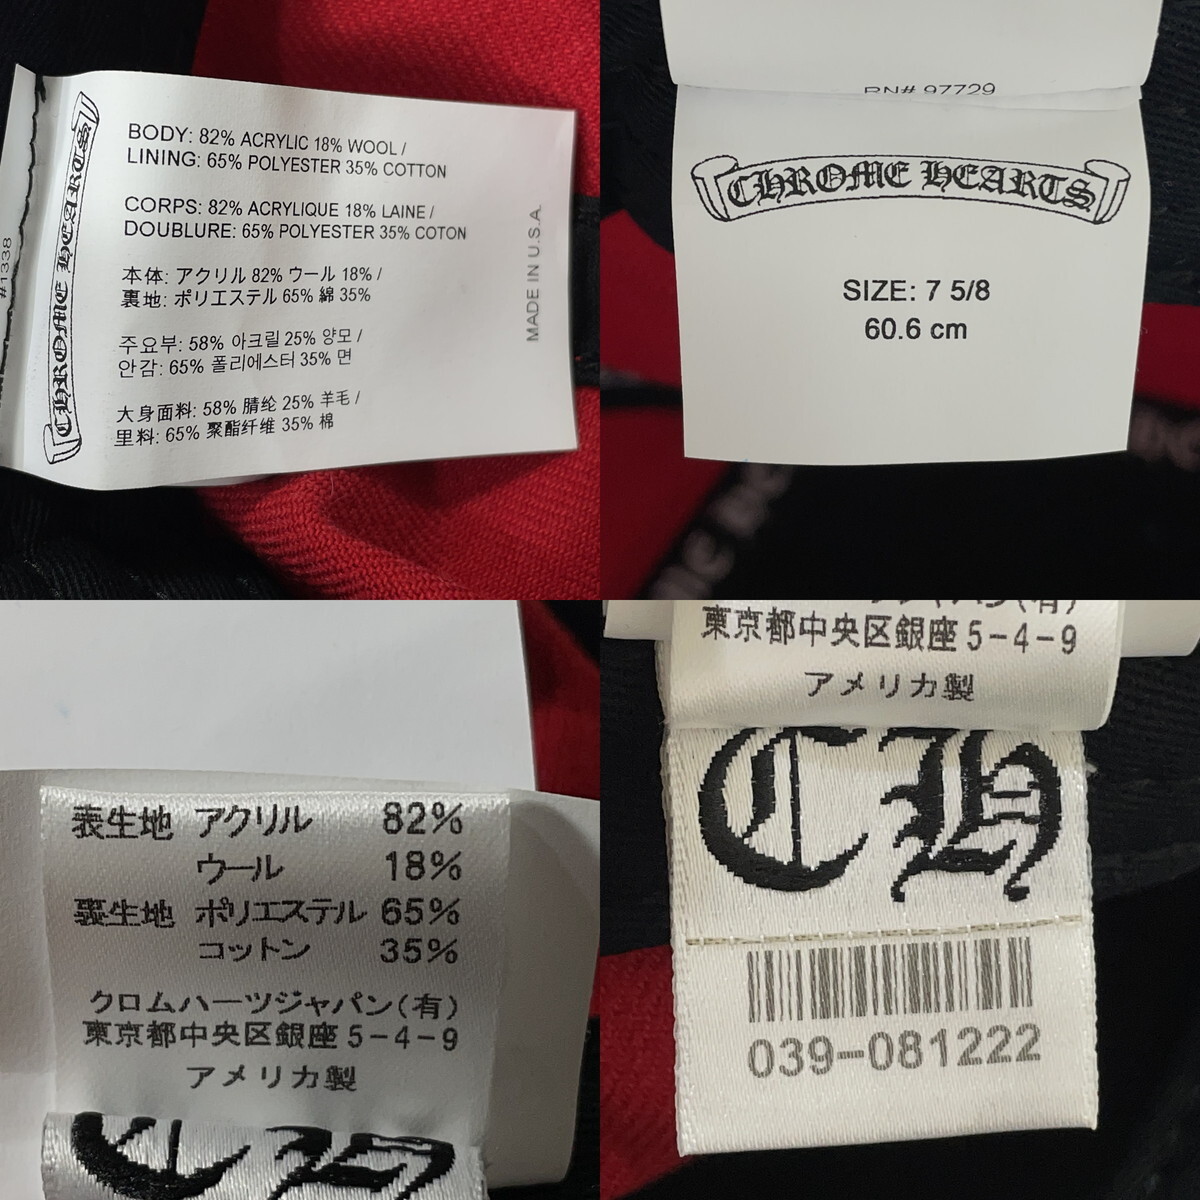 BODY: 82% ACRYLIC 18% WOOL /
LINING: 65% POLYESTER 35% COTTON
CORPS: 82% ACRYLIQUE 18% LAINE /
DOUBLURE: 65% POLYESTER 35% COTON
本体: アクリル 82% ウール 18% /
裏地: ポリエステル 65% 綿 35%
주요부: 58% 아크릴 25% 양모 /
안감: 65% 폴리에스터 35% 면
大身面料: 58% 腈纶 25% 羊毛 /
里料: 65% 聚酯纤维 35% 棉
CHROME HEARTS
#1338
MADE IN U.S.A.
RN# 97729
CHROME HEARTS
SIZE: 7 5/8
60.6 cm
表生地 アクリル 82%
ウール 18%
裏生地 ポリエステル 65%
コットン 35%
クロムハーツジャパン(有)
東京都中央区銀座5-4-9
アメリカ製
CH
ジャパン(有)
東京都中央区銀座5-4-9
アメリカ製
CH
039-081222